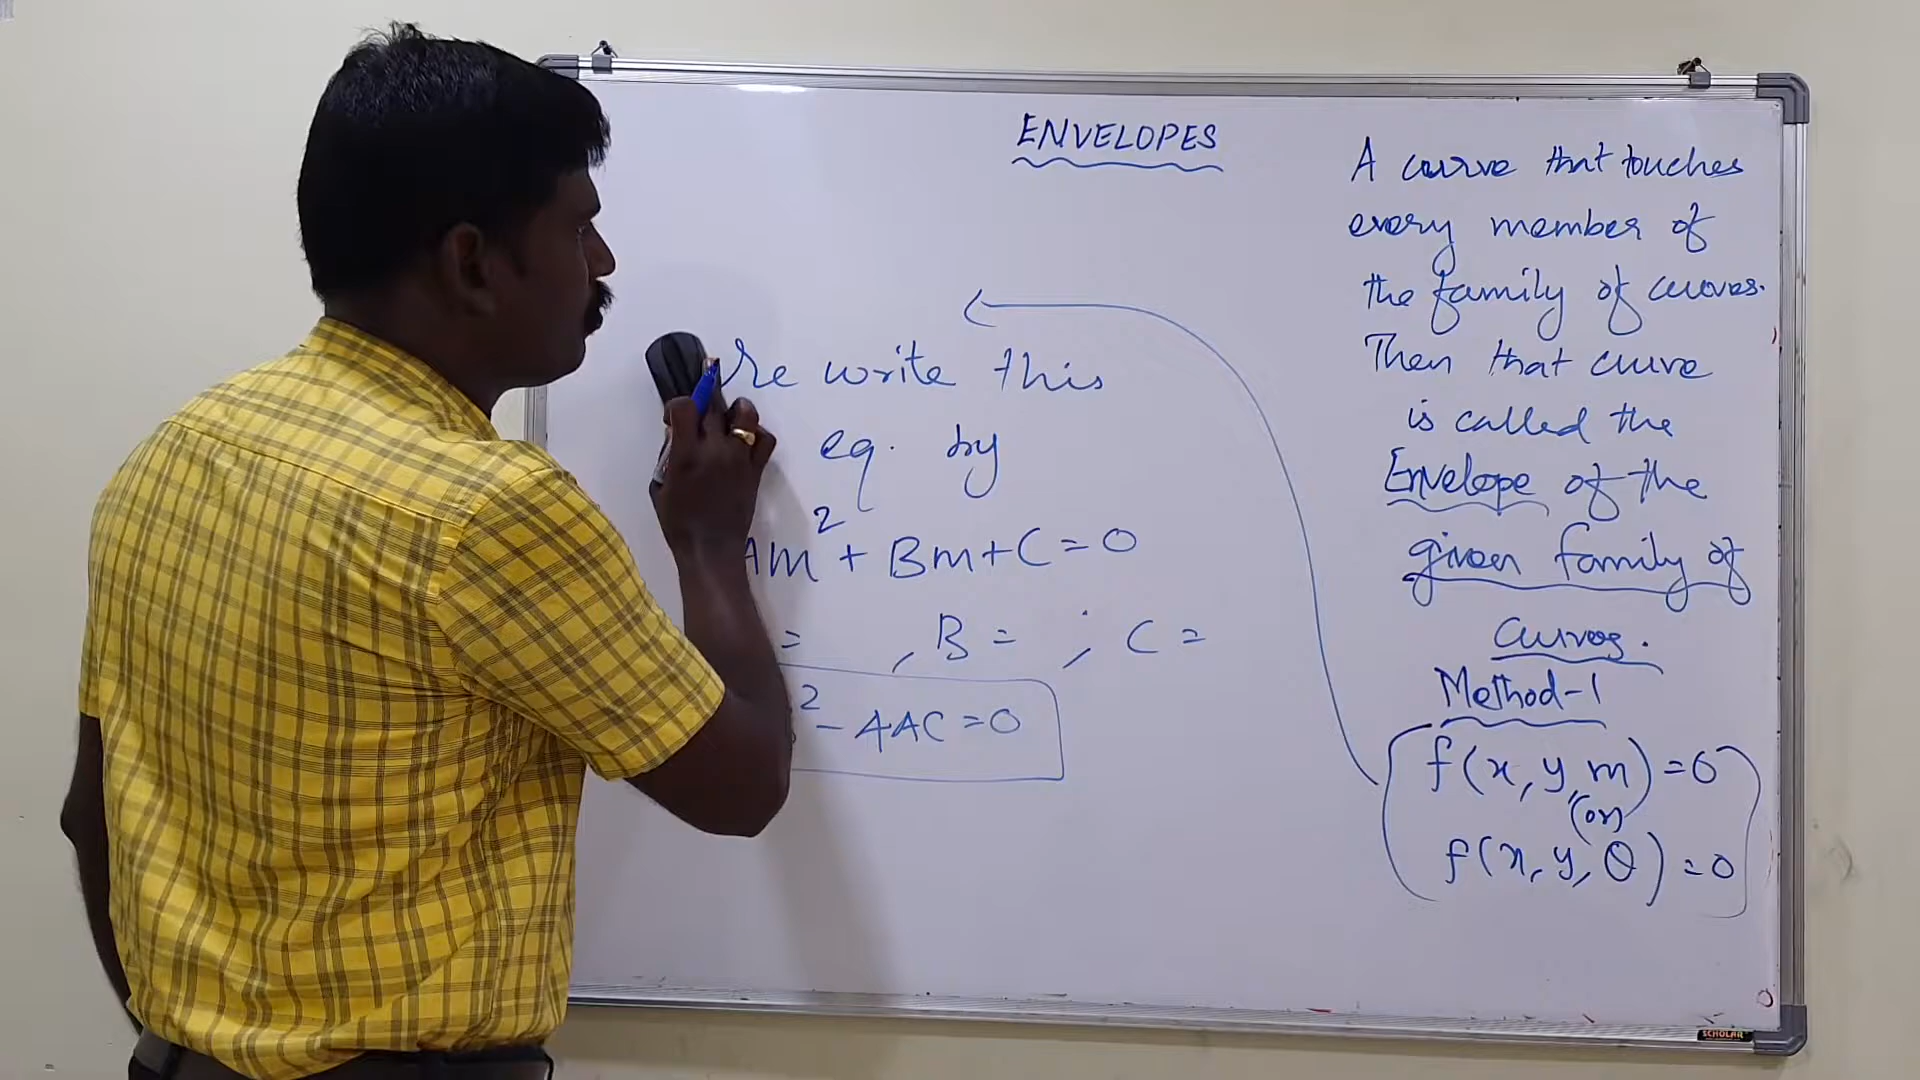 ENVELOPES
Re write this
eq. by
Am² + Bm + C = 0
= , B = ; C =
² - 4AC = 0
A curve that touches
every member of
the family of curves.
Then that curve
is called the
Envelope of the
given family of
Curves.
Method-1
f(x, y, m) = 0
(or)
f(x, y, θ) = 0
SCHOLAR